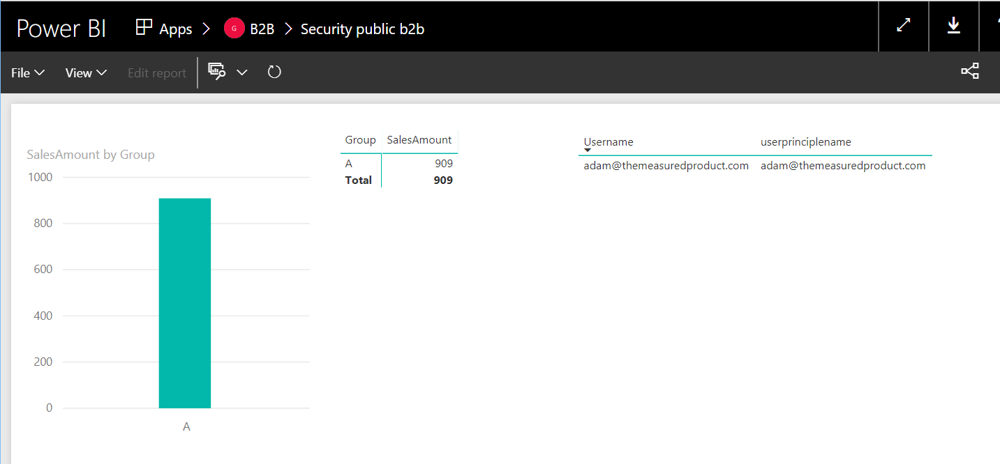 Power BI Apps G B2B Security public b2b
File View Edit report
SalesAmount by Group
1000
800
600
400
200
0
A
Group SalesAmount
A 909
Total 909
Username userprinciplename
adam@themeasuredproduct.com adam@themeasuredproduct.com